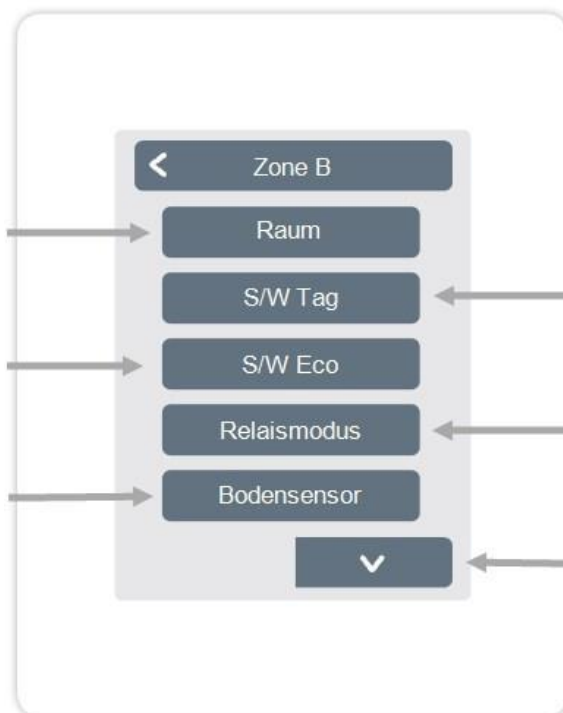 Zone B
Raum
S/W Tag
S/W Eco
Relaismodus
Bodensensor